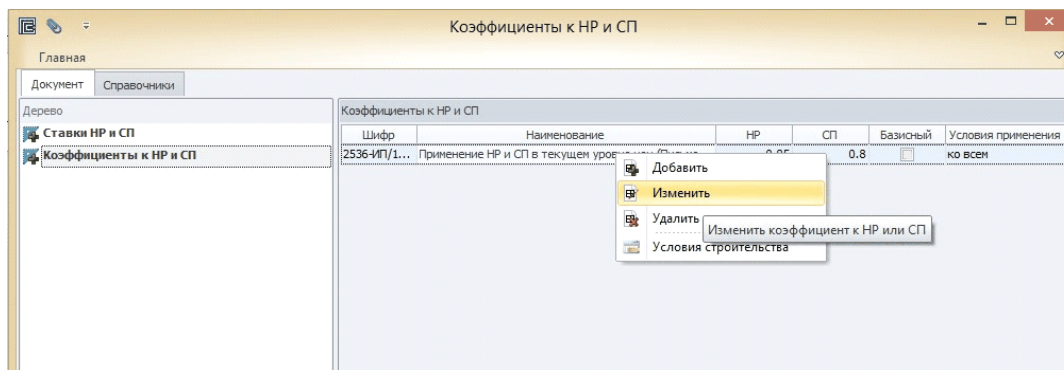 Коэффициенты к НР и СП
Главная
Документ Справочники
Дерево
Ставки НР и СП
Коэффициенты к НР и СП
Коэффициенты к НР и СП
Шифр Наименование НР СП Базисный Условия применения
2536-ИП/1... Применение НР и СП в текущем 0.8 ко всем
Добавить
Изменить
Удалить
Изменить коэффициент к НР или СП
Условия строительства